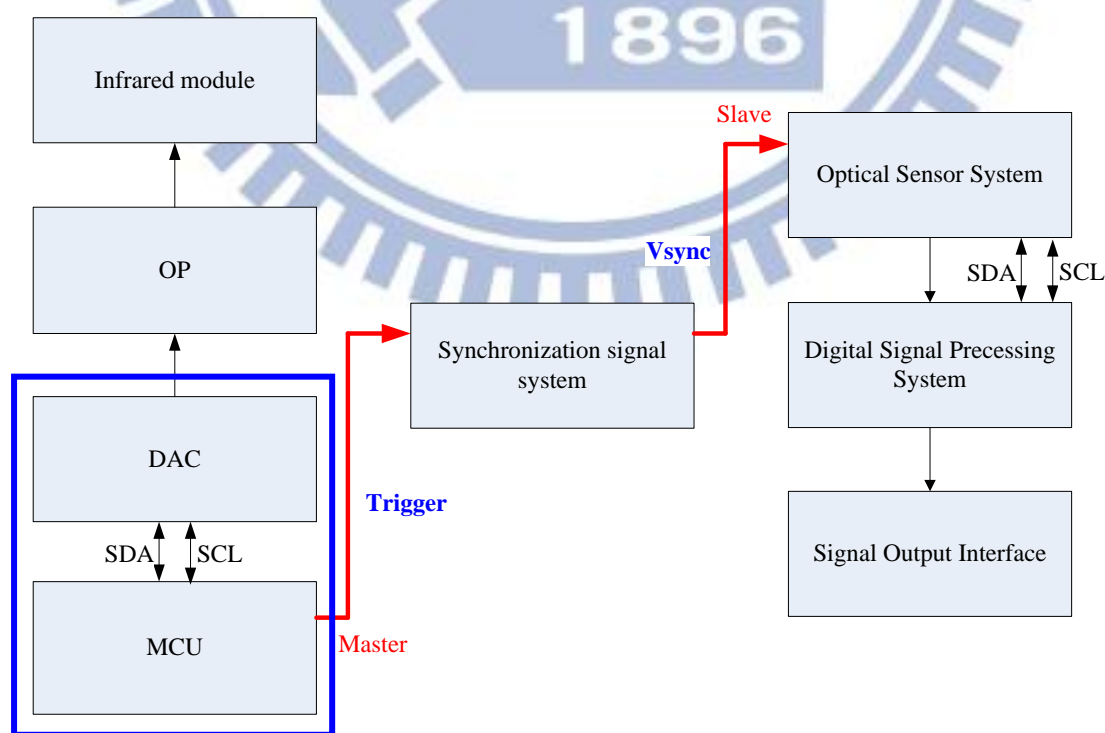 1896
Infrared module
Slave
Optical Sensor System
Vsync
OP
SDA
SCL
Synchronization signal
system
Digital Signal Precessing
System
DAC
Trigger
SDA
SCL
Signal Output Interface
MCU
Master